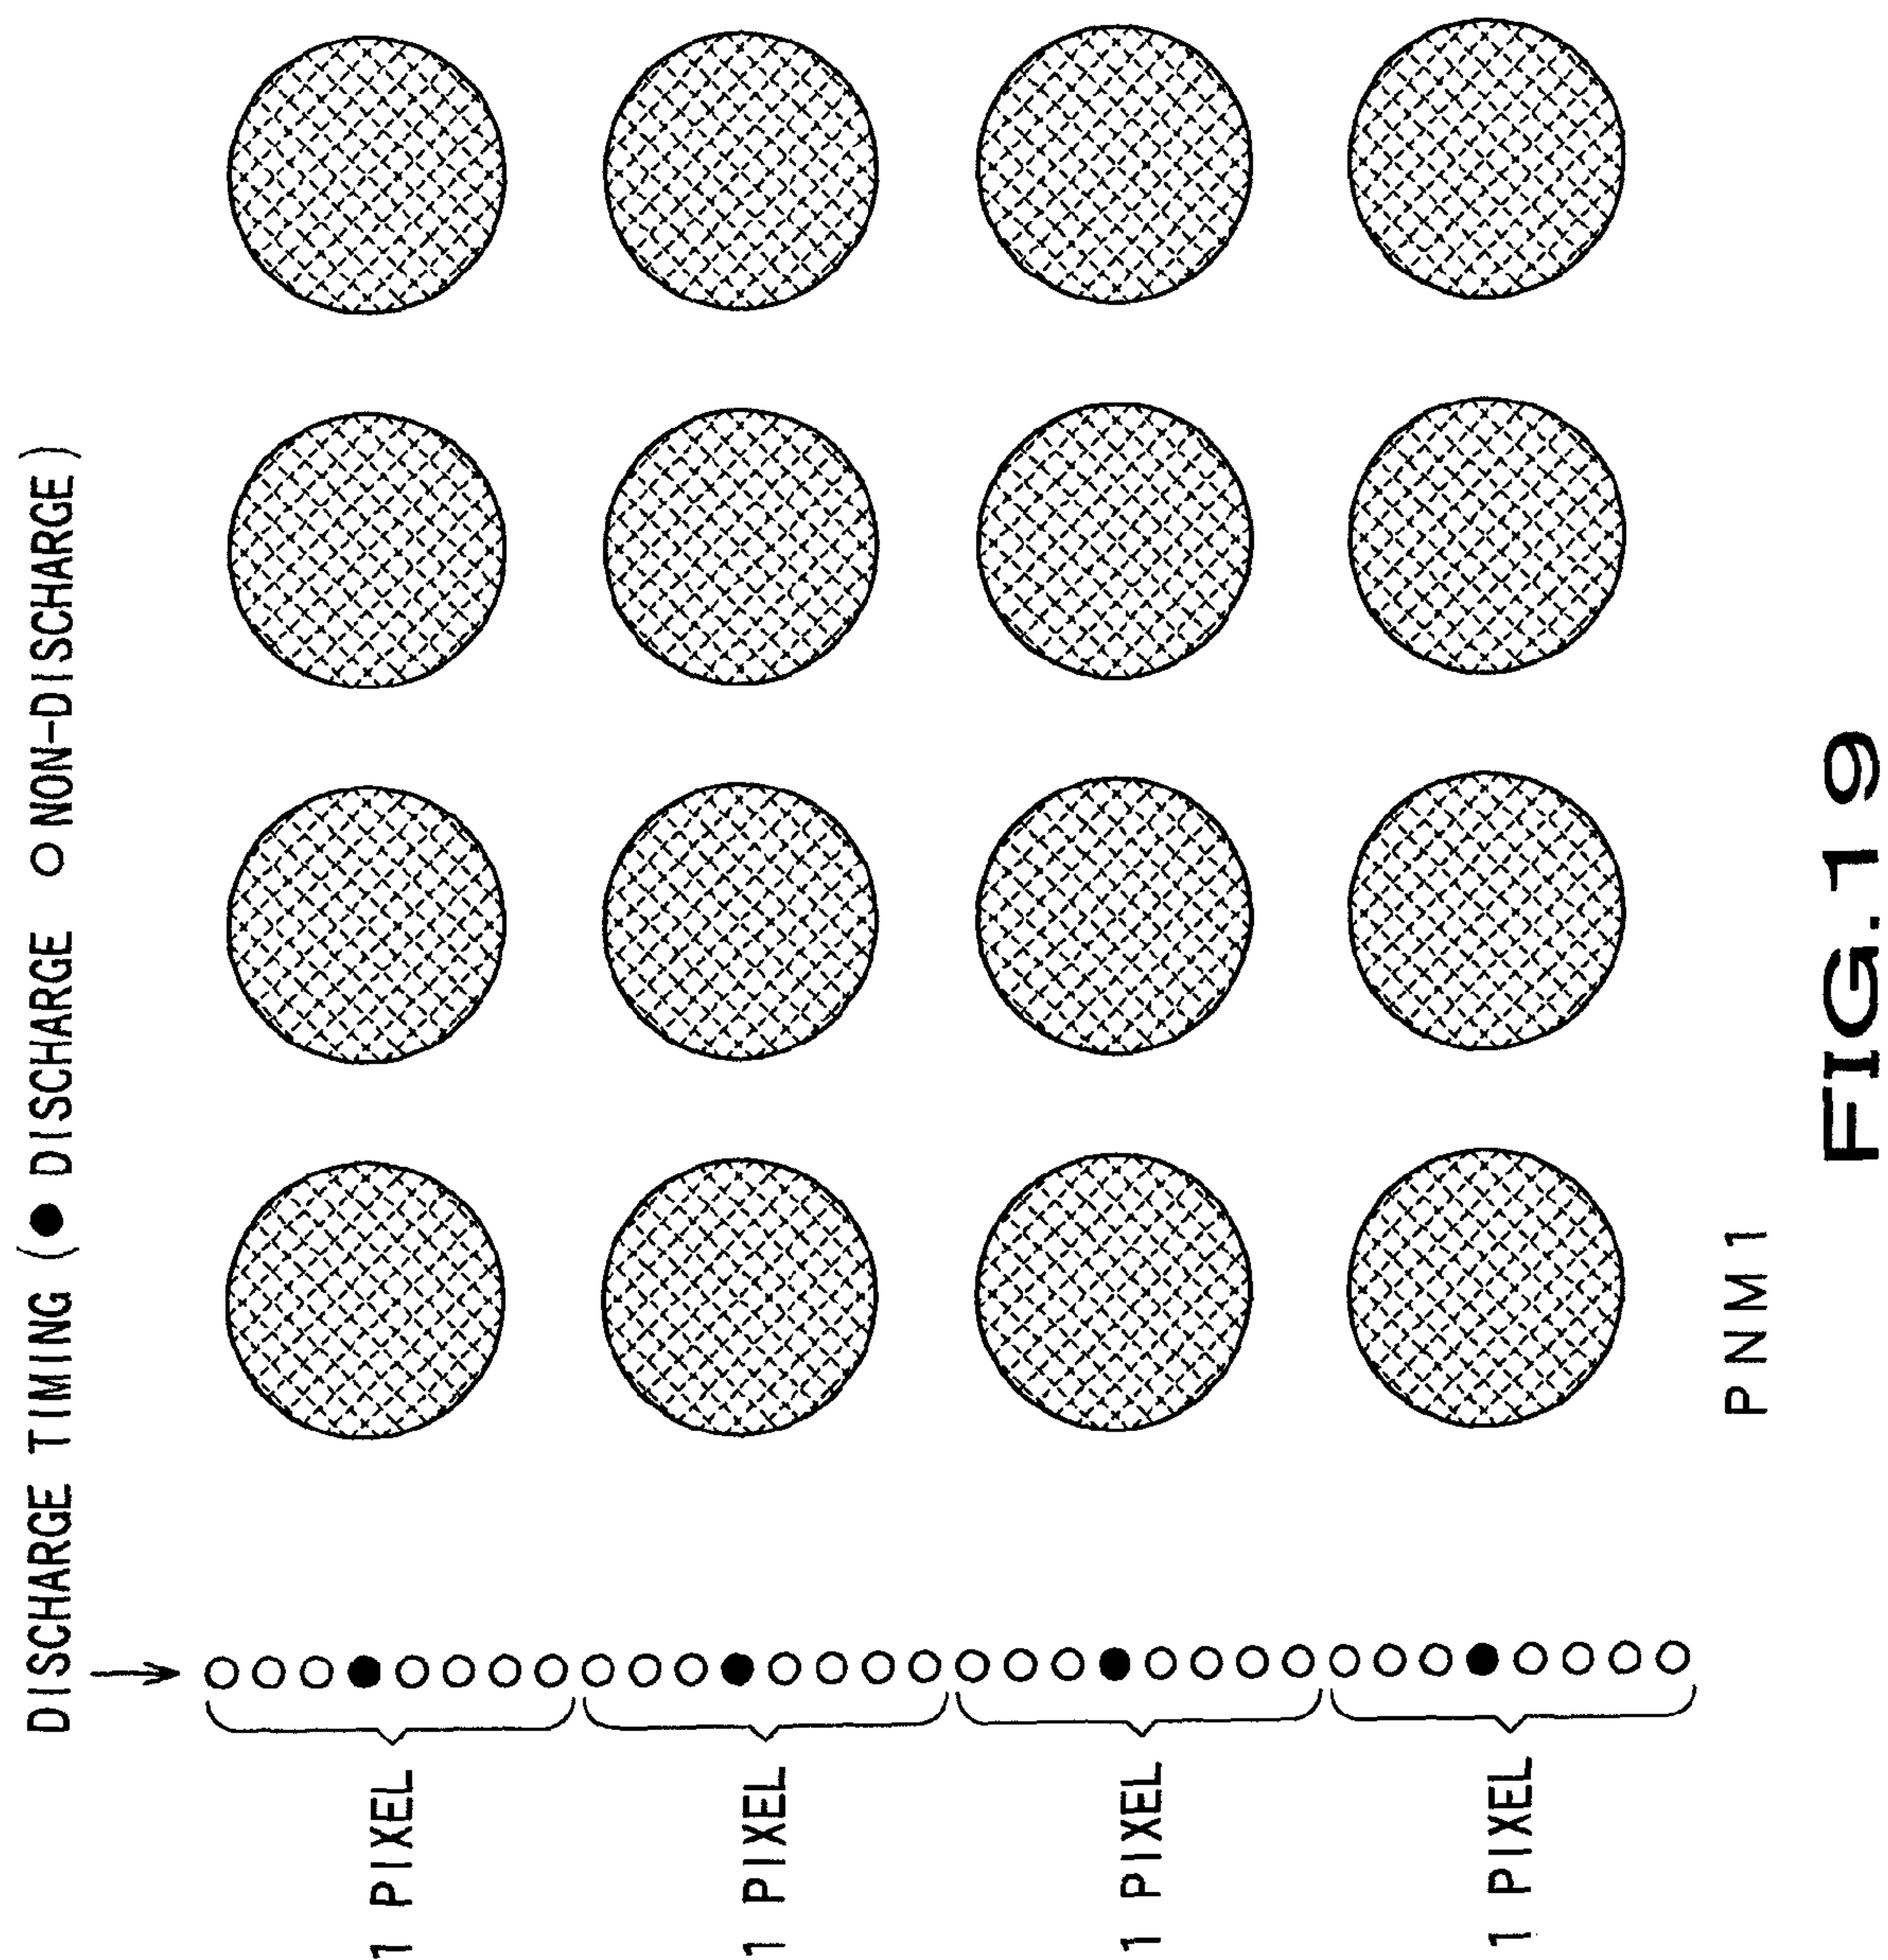 DISCHARGE TIMING (● DISCHARGE ○ NON-DISCHARGE)
1 PIXEL
1 PIXEL
1 PIXEL
1 PIXEL
PNM1
FIG. 19